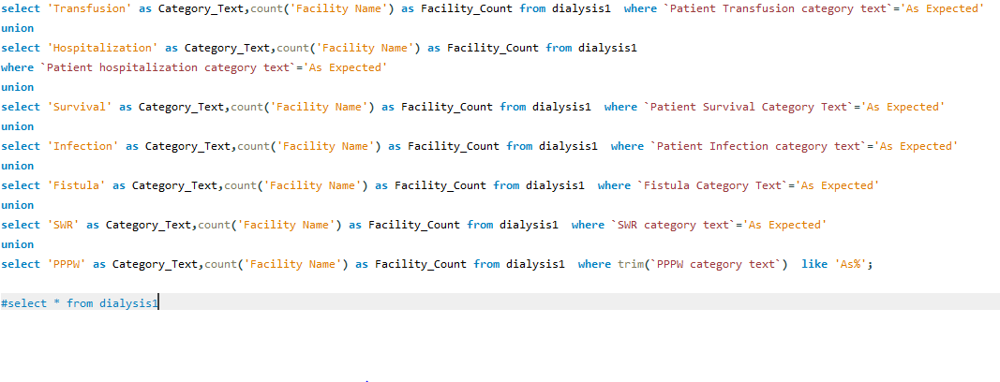 select 'Transfusion' as Category_Text,count('Facility Name') as Facility_Count from dialysis1  where `Patient Transfusion category text`='As Expected'
union
select 'Hospitalization' as Category_Text,count('Facility Name') as Facility_Count from dialysis1
where `Patient hospitalization category text`='As Expected'
union
select 'Survival' as Category_Text,count('Facility Name') as Facility_Count from dialysis1  where `Patient Survival Category Text`='As Expected'
union
select 'Infection' as Category_Text,count('Facility Name') as Facility_Count from dialysis1  where `Patient Infection category text`='As Expected'
union
select 'Fistula' as Category_Text,count('Facility Name') as Facility_Count from dialysis1  where `Fistula Category Text`='As Expected'
union
select 'SWR' as Category_Text,count('Facility Name') as Facility_Count from dialysis1  where `SWR category text`='As Expected'
union
select 'PPPW' as Category_Text,count('Facility Name') as Facility_Count from dialysis1  where trim(`PPPW category text`)  like 'As%';
#select * from dialysis1